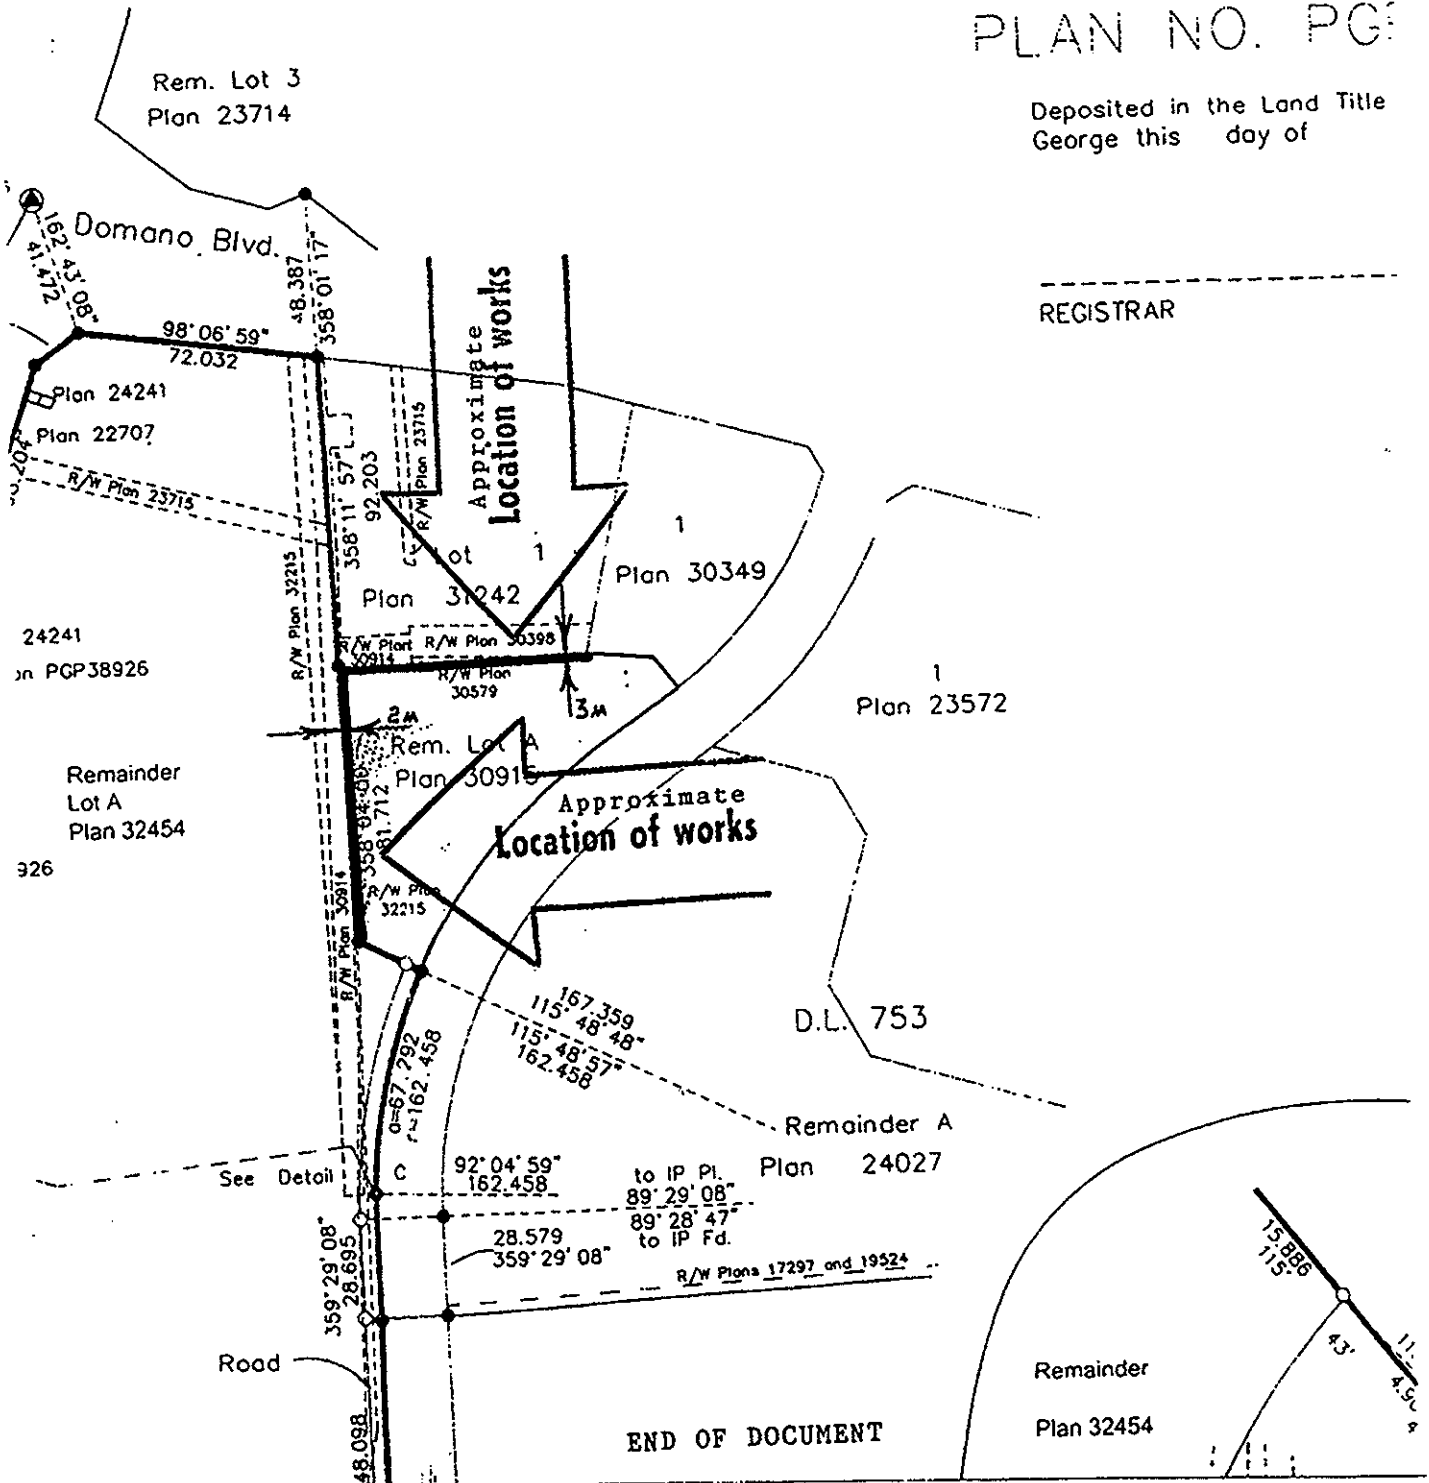 PLAN NO.
Deposited in the Land Title
George this day of
REGISTRAR
Rem. Lot 3
Plan 23714
Domano Blvd.
162° 43' 08"
41.472
48.387
358° 01' 17"
98° 06' 59"
72.032
Plan 24241
Plan 22707
R/W Plan 23715
R/W Plan 32215
358° 11' 57"
92.203
R/W Plan 23715
Approximate
Location of works
Lot 1
Plan 31242
1
Plan 30349
R/W Plan 30398
R/W Plan
30914
R/W Plan
30579
3M
2M
24241
PGP38926
1
Plan 23572
Rem. Lot A
Plan 30915
Remainder
Lot A
Plan 32454
926
81.712
Approximate
Location of works
R/W Plan 30914
R/W Plan
32215
167.359
115° 48' 48"
115° 48' 57"
162.458
D.L. 753
a=67.292
r=162.458
Remainder A
Plan 24027
See Detail C
92° 04' 59"
162.458
to IP Pl.
89° 29' 08"
89° 28' 47"
to IP Fd.
28.579
359° 29' 08"
359° 29' 08"
28.695
R/W Plans 17297 and 19524
Road
48.098
END OF DOCUMENT
15.886
115°
43'
Remainder
Plan 32454